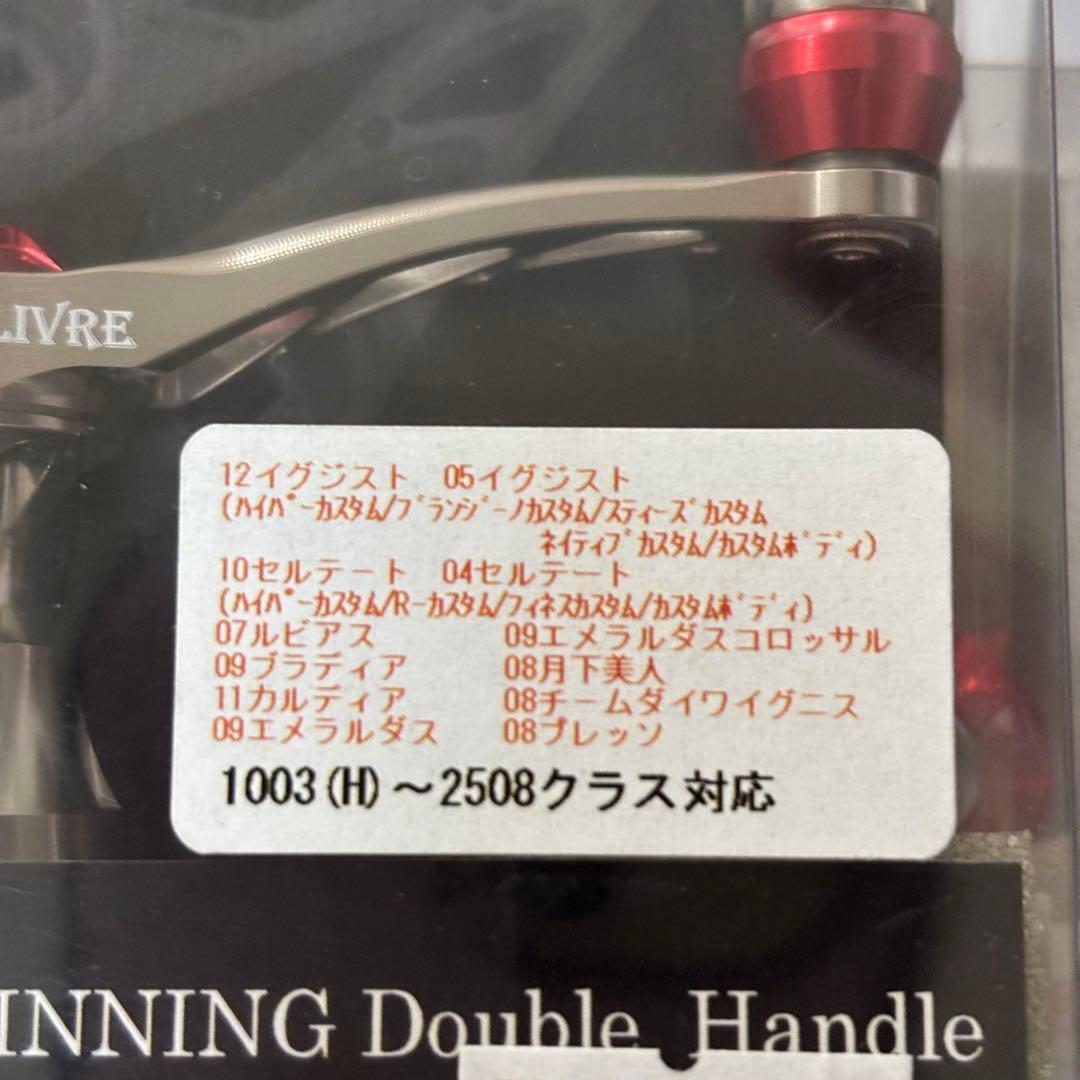 LIVRE
12イグジスト　05イグジスト
(ﾊｲﾊﾟｰｶｽﾀﾑ/ﾌﾞﾗﾝｼﾞｰﾉｶｽﾀﾑ/ｽﾃｨｰｽﾞｶｽﾀﾑ
ﾈｲﾃｨﾌﾞｶｽﾀﾑ/ｶｽﾀﾑﾎﾞﾃﾞｨ)
10セルテート　04セルテート
(ﾊｲﾊﾟｰｶｽﾀﾑ/R-ｶｽﾀﾑ/ﾌｨﾈｽｶｽﾀﾑ/ｶｽﾀﾑﾎﾞﾃﾞｨ)
07ルビアス　09エメラルダスコロッサル
09ブラディア　08月下美人
11カルディア　08チームダイワイグニス
09エメラルダス　08プレッソ
1003(H)～2508クラス対応
INNING Double Handle